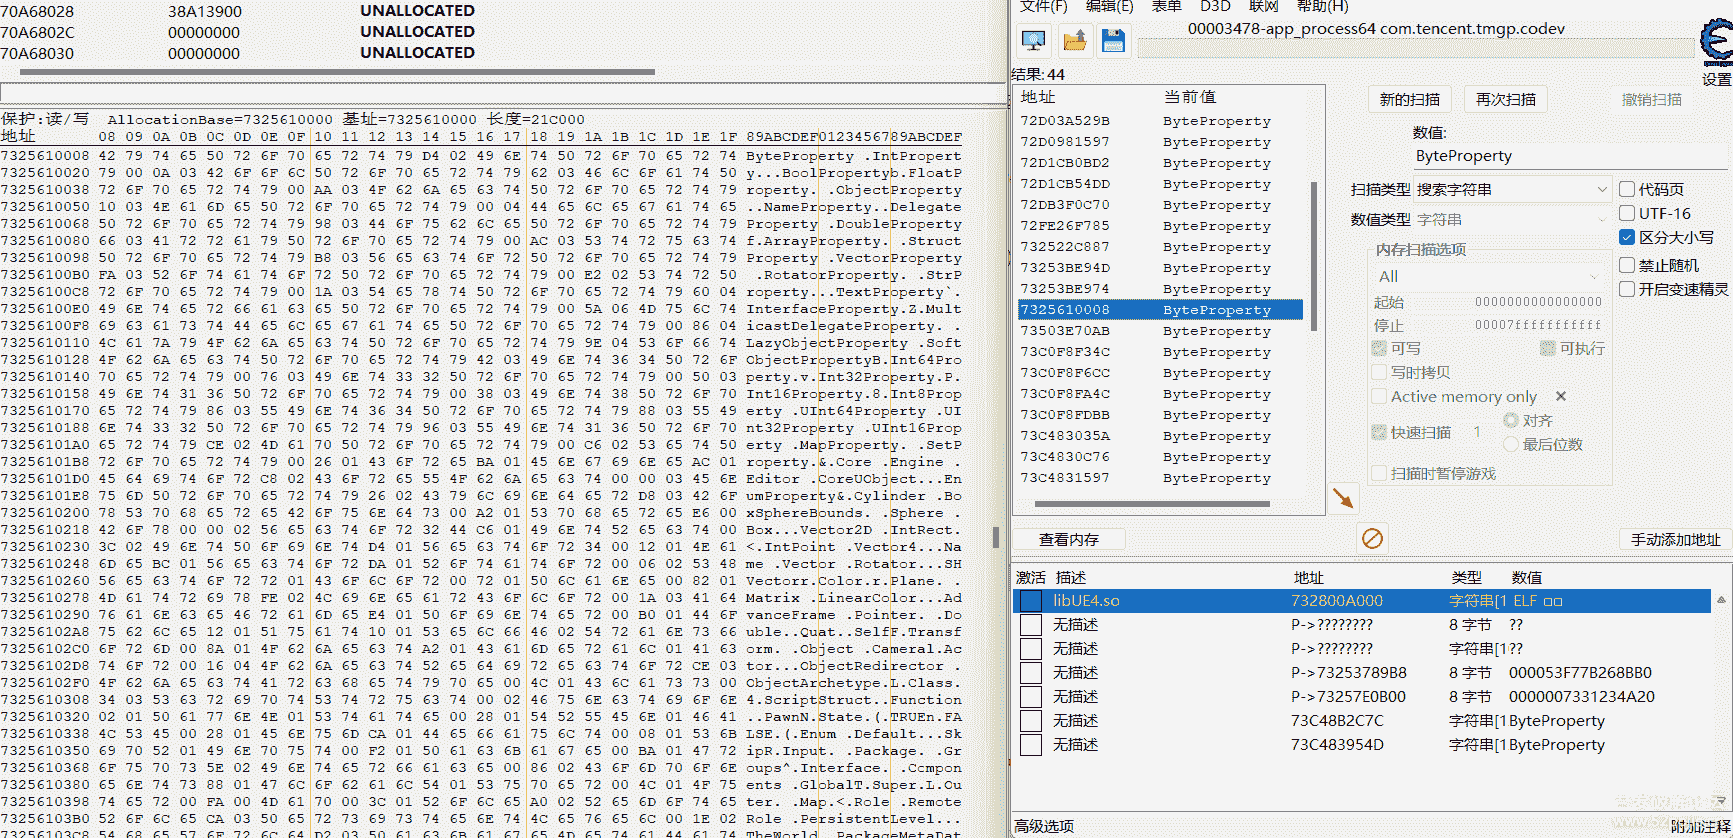 70A68028 38A13900 UNALLOCATED
70A6802C 00000000 UNALLOCATED
70A68030 00000000 UNALLOCATED
保护:读/写 AllocationBase=7325610000 基址=7325610000 长度=21C000
地址 08 09 0A 0B 0C 0D 0E 0F 10 11 12 13 14 15 16 17 18 19 1A 1B 1C 1D 1E 1F 89ABCDEF0123456789ABCDEF
7325610008 42 79 74 65 50 72 6F 70 65 72 74 79 D4 02 49 6E 74 50 72 6F 70 65 72 74 ByteProperty .IntPropert
7325610020 79 00 0A 03 42 6F 6F 6C 50 72 6F 70 65 72 74 79 62 03 46 6C 6F 61 74 50 y...BoolPropertyb.FloatP
7325610038 72 6F 70 65 72 74 79 00 AA 03 4F 62 6A 65 63 74 50 72 6F 70 65 72 74 79 roperty. .ObjectProperty
7325610050 10 03 4E 61 6D 65 50 72 6F 70 65 72 74 79 00 04 44 65 6C 65 67 61 74 65 ..NameProperty..Delegate
7325610068 50 72 6F 70 65 72 74 79 98 03 44 6F 75 62 6C 65 50 72 6F 70 65 72 74 79 Property .DoubleProperty
7325610080 66 03 41 72 72 61 79 50 72 6F 70 65 72 74 79 00 AC 03 53 74 72 75 63 74 f.ArrayProperty. .Struct
7325610098 50 72 6F 70 65 72 74 79 B8 03 56 65 63 74 6F 72 50 72 6F 70 65 72 74 79 Property .VectorProperty
73256100B0 FA 03 52 6F 74 61 74 6F 72 50 72 6F 70 65 72 74 79 00 E2 02 53 74 72 50 .RotatorProperty. .StrP
73256100C8 72 6F 70 65 72 74 79 00 1A 03 54 65 78 74 50 72 6F 70 65 72 74 79 60 04 roperty...TextProperty`.
73256100E0 49 6E 74 65 72 66 61 63 65 50 72 6F 70 65 72 74 79 00 5A 06 4D 75 6C 74 InterfaceProperty.Z.Mult
73256100F8 69 63 61 73 74 44 65 6C 65 67 61 74 65 50 72 6F 70 65 72 74 79 00 86 04 icastDelegateProperty. .
7325610110 4C 61 7A 79 4F 62 6A 65 63 74 50 72 6F 70 65 72 74 79 9E 04 53 6F 66 74 LazyObjectProperty .Soft
7325610128 4F 62 6A 65 63 74 50 72 6F 70 65 72 74 79 42 03 49 6E 74 36 34 50 72 6F ObjectPropertyB.Int64Pro
7325610140 70 65 72 74 79 00 76 03 49 6E 74 33 32 50 72 6F 70 65 72 74 79 00 50 03 perty.v.Int32Property.P.
7325610158 49 6E 74 31 36 50 72 6F 70 65 72 74 79 00 38 03 49 6E 74 38 50 72 6F 70 Int16Property.8.Int8Prop
7325610170 65 72 74 79 86 03 55 49 6E 74 36 34 50 72 6F 70 65 72 74 79 88 03 55 49 erty .UInt64Property .UI
7325610188 6E 74 33 32 50 72 6F 70 65 72 74 79 96 03 55 49 6E 74 31 36 50 72 6F 70 nt32Property .UInt16Prop
73256101A0 65 72 74 79 CE 02 4D 61 70 50 72 6F 70 65 72 74 79 00 C6 02 53 65 74 50 erty .MapProperty. .SetP
73256101B8 72 6F 70 65 72 74 79 00 26 01 43 6F 72 65 BA 01 45 6E 67 69 6E 65 AC 01 roperty.&.Core .Engine .
73256101D0 45 64 69 74 6F 72 C8 02 43 6F 72 65 55 4F 62 6A 65 63 74 00 00 03 45 6E Editor .CoreUObject...En
73256101E8 75 6D 50 72 6F 70 65 72 74 79 26 02 43 79 6C 69 6E 64 65 72 D8 03 42 6F umProperty&.Cylinder .Bo
7325610200 78 53 70 68 65 72 65 42 6F 75 6E 64 73 00 A2 01 53 70 68 65 72 65 E6 00 xSphereBounds. .Sphere .
7325610218 42 6F 78 00 00 02 56 65 63 74 6F 72 32 44 C6 01 49 6E 74 52 65 63 74 00 Box...Vector2D .IntRect.
7325610230 3C 02 49 6E 74 50 6F 69 6E 74 D4 01 56 65 63 74 6F 72 34 00 12 01 4E 61 <.IntPoint .Vector4...Na
7325610248 6D 65 BC 01 56 65 63 74 6F 72 DA 01 52 6F 74 61 74 6F 72 00 06 02 53 48 me .Vector .Rotator...SH
7325610260 56 65 63 74 6F 72 72 01 43 6F 6C 6F 72 00 72 01 50 6C 61 6E 65 00 82 01 Vectorr.Color.r.Plane. .
7325610278 4D 61 74 72 69 78 FE 02 4C 69 6E 65 61 72 43 6F 6C 6F 72 00 1A 03 41 64 Matrix .LinearColor...Ad
7325610290 76 61 6E 63 65 46 72 61 6D 65 E4 01 50 6F 69 6E 74 65 72 00 B0 01 44 6F vanceFrame .Pointer. .Do
73256102A8 75 62 6C 65 12 01 51 75 61 74 10 01 53 65 6C 66 46 02 54 72 61 6E 73 66 uble..Quat..SelfF.Transf
73256102C0 6F 72 6D 00 8A 01 4F 62 6A 65 63 74 A2 01 43 61 6D 65 72 61 4C 01 41 63 orm. .Object .CameraL.Ac
73256102D8 74 6F 72 00 16 04 4F 62 6A 65 63 74 52 65 64 69 72 65 63 74 6F 72 CE 03 tor...ObjectRedirector .
73256102F0 4F 62 6A 65 63 74 41 72 63 68 65 74 79 70 65 00 4C 01 43 6C 61 73 73 00 ObjectArchetype.L.Class.
7325610308 34 03 53 63 72 69 70 74 53 74 72 75 63 74 00 02 46 75 6E 63 74 69 6F 6E 4.ScriptStruct..Function
7325610320 02 01 50 61 77 6E 4E 01 53 74 61 74 65 00 28 01 54 52 55 45 6E 01 46 41 ..PawnN.State.(.TRUEn.FA
7325610338 4C 53 45 00 28 01 45 6E 75 6D CA 01 44 65 66 61 75 6C 74 00 08 01 53 6B LSE.(.Enum .Default...Sk
7325610350 69 70 52 01 49 6E 70 75 74 00 F2 01 50 61 63 6B 61 67 65 00 BA 01 47 72 ipR.Input. .Package. .Gr
7325610368 6F 75 70 73 5E 02 49 6E 74 65 72 66 61 63 65 00 86 02 43 6F 6D 70 6F 6E oups^.Interface. .Compon
7325610380 65 6E 74 73 88 01 47 6C 6F 62 61 6C 54 01 53 75 70 65 72 00 4C 01 4F 75 ents .GlobalT.Super.L.Ou
7325610398 74 65 72 00 FA 00 4D 61 70 00 3C 01 52 6F 6C 65 A0 02 52 65 6D 6F 74 65 ter. .Map.<.Role .Remote
73256103B0 52 6F 6C 65 CA 03 50 65 72 73 69 73 74 65 6E 74 4C 65 76 65 6C 00 1E 02 Role .PersistentLevel...
73256103C8 54 68 65 57 6F 72 6C 64 D2 03 50 61 63 6B 61 67 65 4D 65 74 61 44 61 74 TheWorld .PackageMetaDat
文件(F) 编辑(E) 表单 D3D 联网 帮助(H)
00003478-app_process64 com.tencent.tmgp.codev
设置
结果: 44
地址 当前值
72D03A529B ByteProperty
72D0981597 ByteProperty
72D1CB0BD2 ByteProperty
72D1CB54DD ByteProperty
72DB3F0C70 ByteProperty
72FE26F785 ByteProperty
732522C887 ByteProperty
73253BE94D ByteProperty
73253BE974 ByteProperty
7325610008 ByteProperty
73503E70AB ByteProperty
73C0F8F34C ByteProperty
73C0F8F6CC ByteProperty
73C0F8FA4C ByteProperty
73C0F8FDBB ByteProperty
73C483035A ByteProperty
73C4830C76 ByteProperty
73C4831597 ByteProperty
新的扫描 再次扫描 撤销扫描
数值:
ByteProperty
扫描类型 搜索字符串
数值类型 字符串
代码页
UTF-16
区分大小写
禁止随机
开启变速精灵
内存扫描选项
All
起始 0000000000000000
停止 00007fffffffffff
可写 可执行
写时拷贝
Active memory only
快速扫描 1 对齐
最后位数
扫描时暂停游戏
查看内存 手动添加地址
激活 描述 地址 类型 数值
libUE4.so 732800A000 字符串[1 ELF
无描述 P->???????? 8 字节 ??
无描述 P->???????? 字符串[1 ??
无描述 P->73253789B8 8 字节 000053F77B268BB0
无描述 P->73257E0B00 8 字节 0000007331234A20
无描述 73C48B2C7C 字符串[1 ByteProperty
无描述 73C483954D 字符串[1 ByteProperty
高级选项 附加注释